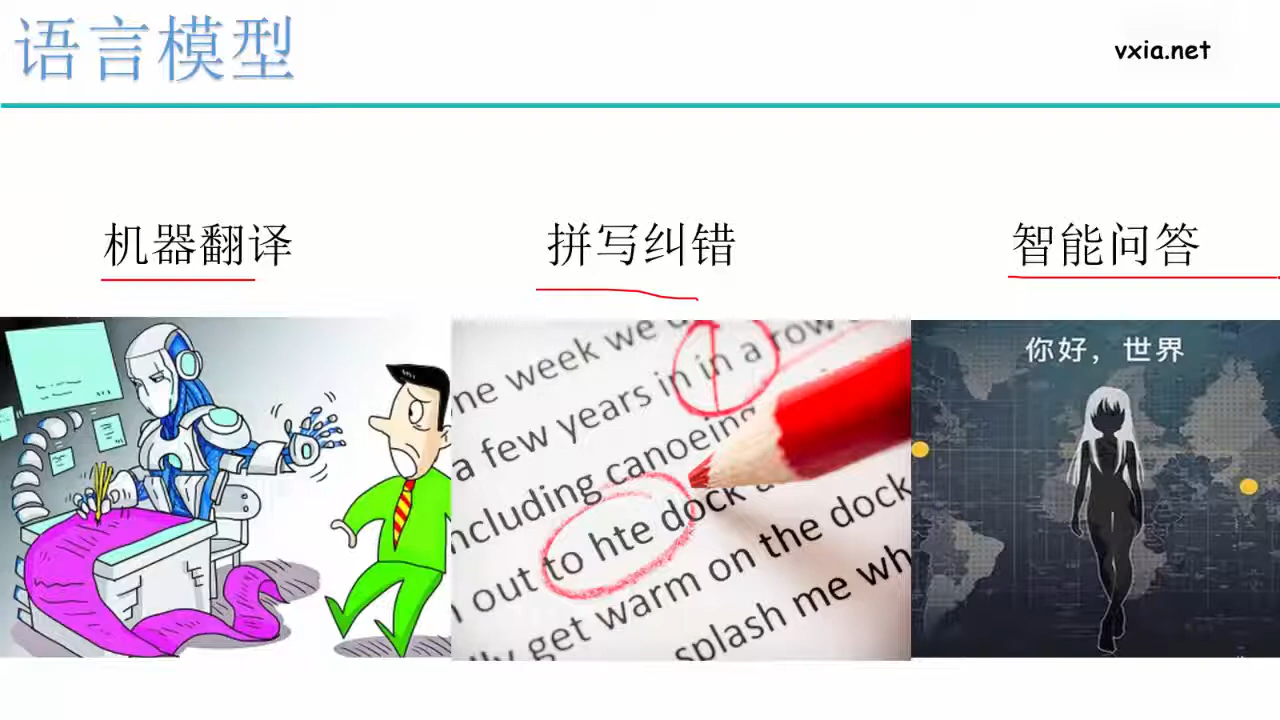 语言模型
vxia.net
机器翻译
拼写纠错
智能问答
你好，世界
ne week we d
a few years in in a row
ncluding canoeing
out to hte dock a
lly get warm on the dock
splash me wh